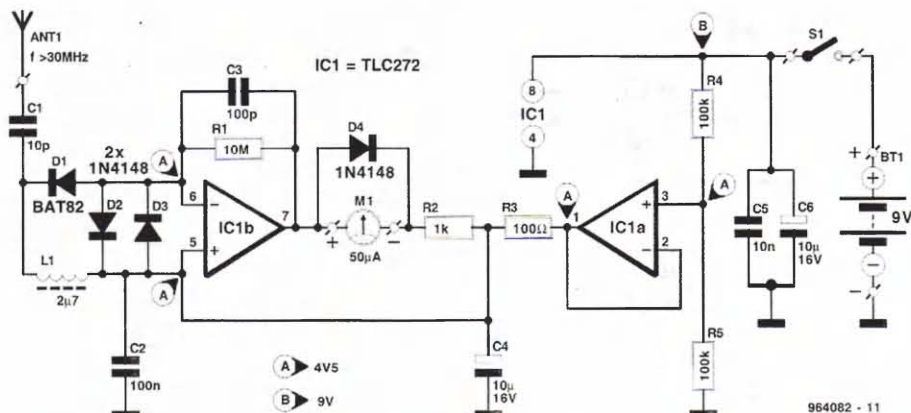 ANT1
f >30MHz
C1
10p
D1
BAT82
2x
1N4148
D2
D3
L1
2µ7
C2
100n
A
A
C3
100p
R1
10M
6
−
5
+
IC1b
7
IC1 = TLC272
D4
1N4148
M1
+
−
50µA
R2
1k
R3
100Ω
A
1
IC1a
3
+
2
−
C4
10µ
16V
A 4V5
B 9V
8
IC1
4
B
R4
100k
A
R5
100k
C5
10n
C6
10µ
16V
S1
BT1
+
+
9V
−
−
964082 - 11